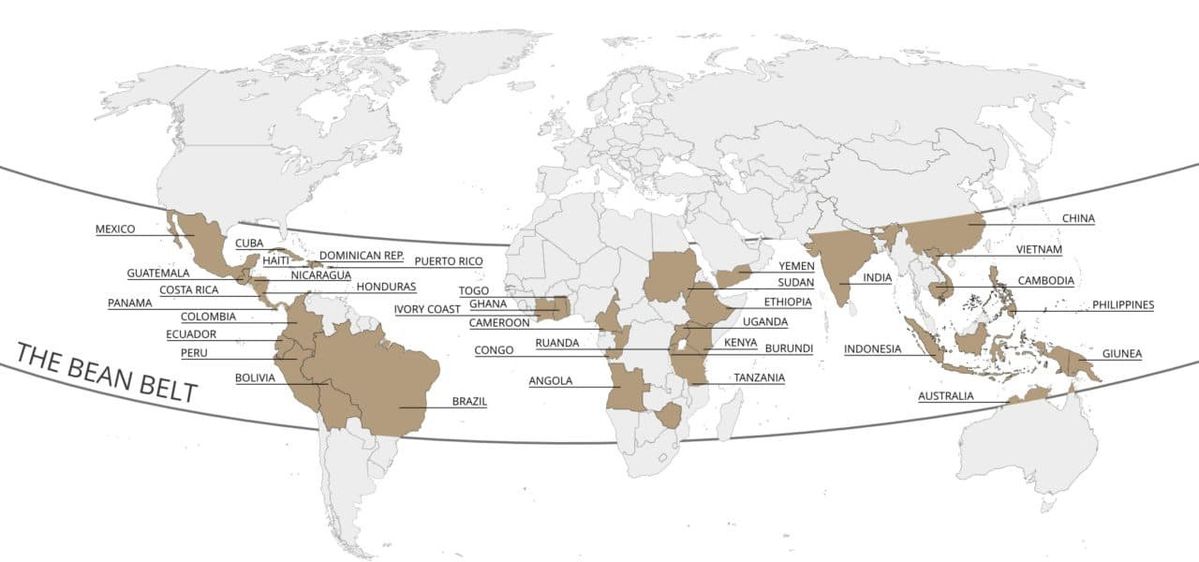 MEXICO
CUBA
HAITI
DOMINICAN REP.
PUERTO RICO
GUATEMALA
NICARAGUA
COSTA RICA
HONDURAS
PANAMA
COLOMBIA
ECUADOR
PERU
BOLIVIA
BRAZIL
THE BEAN BELT
TOGO
GHANA
IVORY COAST
CAMEROON
RUANDA
CONGO
ANGOLA
YEMEN
SUDAN
ETHIOPIA
UGANDA
KENYA
BURUNDI
TANZANIA
CHINA
VIETNAM
INDIA
CAMBODIA
PHILIPPINES
INDONESIA
GIUNEA
AUSTRALIA